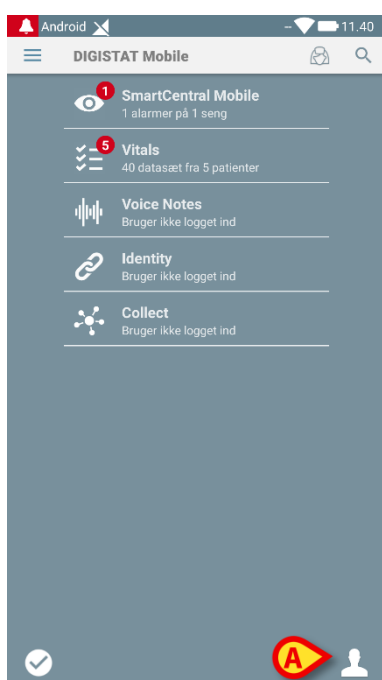 Android
--
11.40
DIGISTAT Mobile
1
SmartCentral Mobile
1 alarmer på 1 seng
5
Vitals
40 datasæt fra 5 patienter
Voice Notes
Bruger ikke logget ind
Identity
Bruger ikke logget ind
Collect
Bruger ikke logget ind
A